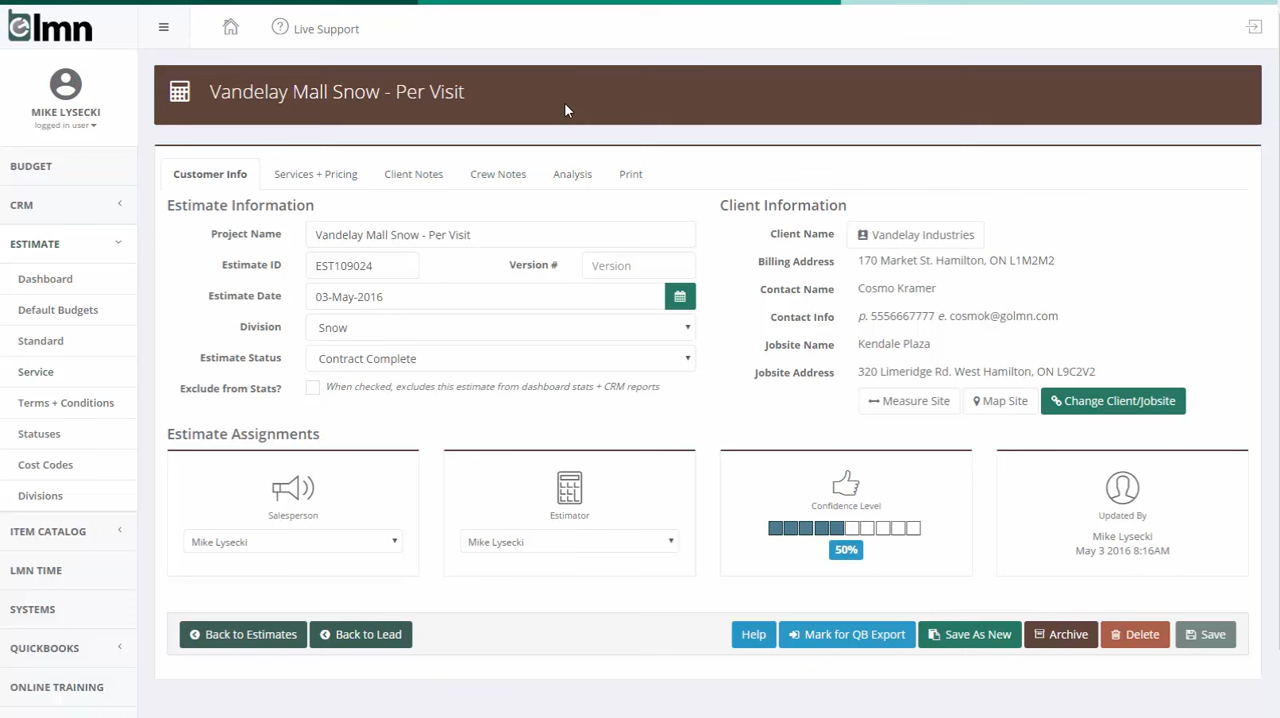 lmn
Live Support
MIKE LYSECKI
logged in user
BUDGET
CRM
ESTIMATE
Dashboard
Default Budgets
Standard
Service
Terms + Conditions
Statuses
Cost Codes
Divisions
ITEM CATALOG
LMN TIME
SYSTEMS
QUICKBOOKS
ONLINE TRAINING
Vandelay Mall Snow - Per Visit
Customer Info Services + Pricing Client Notes Crew Notes Analysis Print
Estimate Information
Project Name Vandelay Mall Snow - Per Visit
Estimate ID EST109024 Version # Version
Estimate Date 03-May-2016
Division Snow
Estimate Status Contract Complete
Exclude from Stats? When checked, excludes this estimate from dashboard stats + CRM reports
Client Information
Client Name Vandelay Industries
Billing Address 170 Market St. Hamilton, ON L1M2M2
Contact Name Cosmo Kramer
Contact Info p. 5556667777 e. cosmok@golmn.com
Jobsite Name Kendale Plaza
Jobsite Address 320 Limeridge Rd. West Hamilton, ON L9C2V2
Measure Site Map Site Change Client/Jobsite
Estimate Assignments
Salesperson
Mike Lysecki
Estimator
Mike Lysecki
Confidence Level
50%
Updated By
Mike Lysecki
May 3 2016 8:16AM
Back to Estimates Back to Lead Help Mark for QB Export Save As New Archive Delete Save